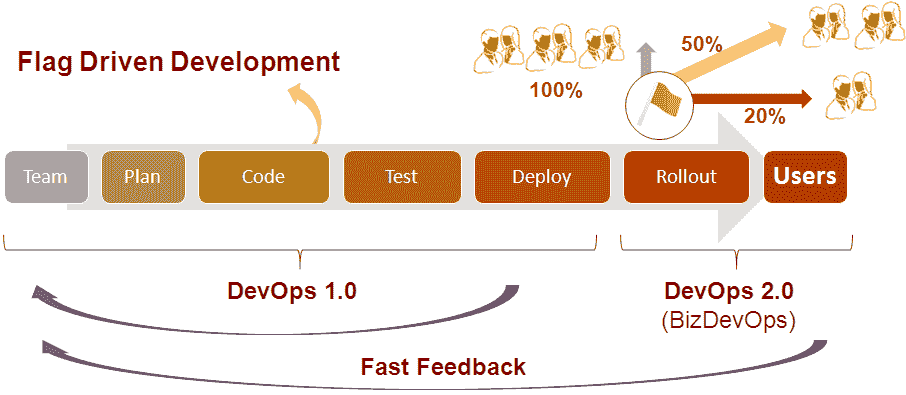 Flag Driven Development
100%
50%
20%
Team
Plan
Code
Test
Deploy
Rollout
Users
DevOps 1.0
DevOps 2.0
(BizDevOps)
Fast Feedback